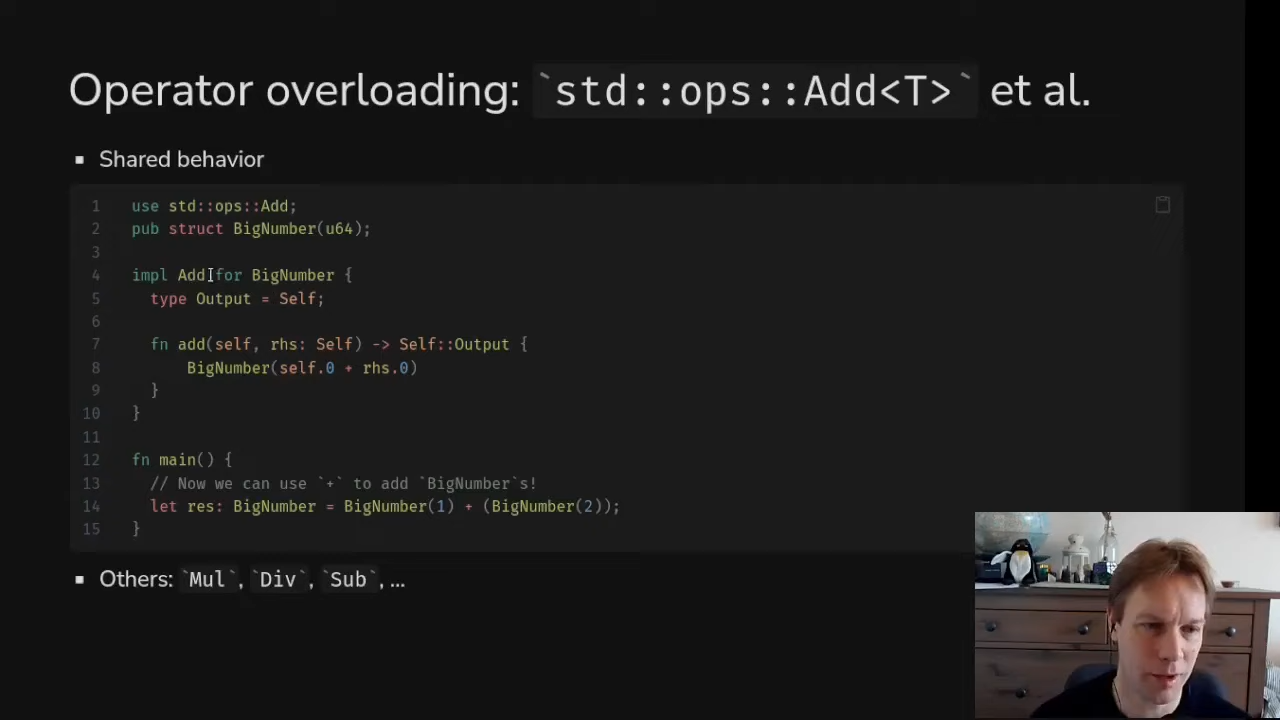 Operator overloading: `std::ops::Add<T>` et al.
▪ Shared behavior
1 use std::ops::Add;
2 pub struct BigNumber(u64);
3
4 impl Add for BigNumber {
5   type Output = Self;
6
7   fn add(self, rhs: Self) -> Self::Output {
8       BigNumber(self.0 + rhs.0)
9   }
10 }
11
12 fn main() {
13   // Now we can use `+` to add `BigNumber`s!
14   let res: BigNumber = BigNumber(1) + (BigNumber(2));
15 }
▪ Others: `Mul`, `Div`, `Sub`, ...